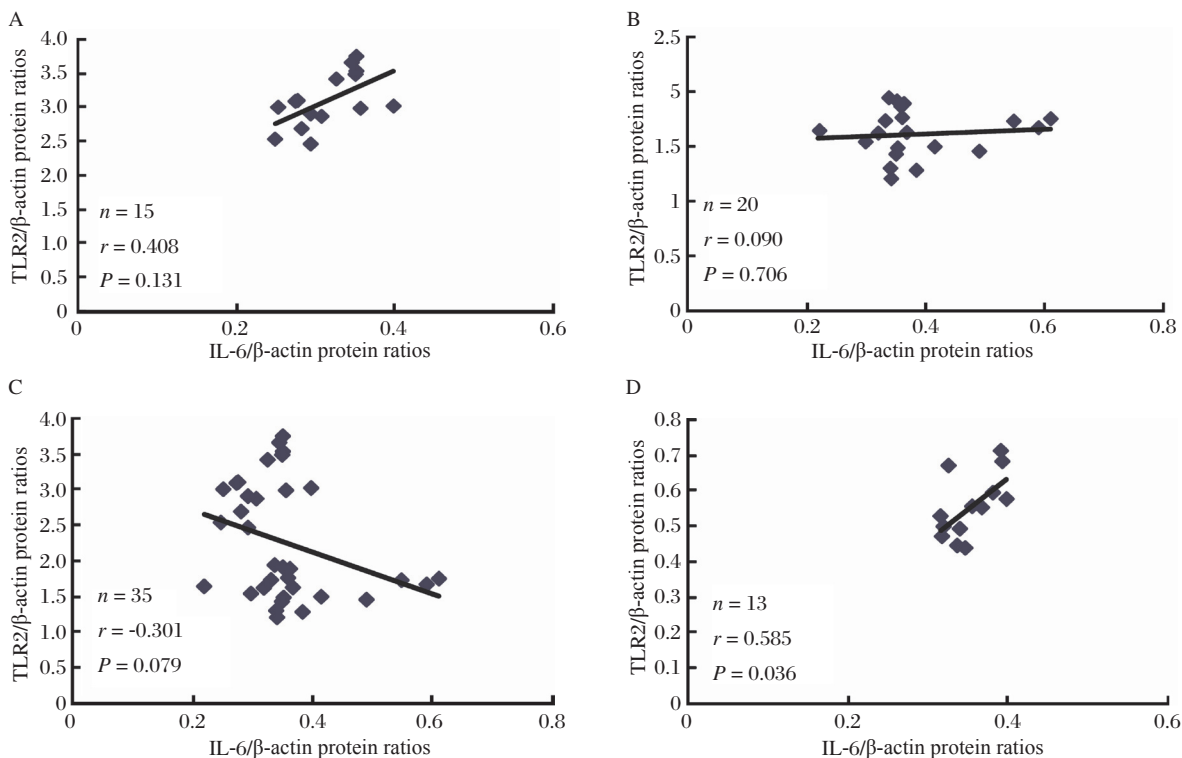 A
TLR2/β-actin protein ratios
4.0
3.5
3.0
2.5
2.0
1.5
1.0
0.5
0
n = 15
r = 0.408
P = 0.131
0 0.2 0.4 0.6
IL-6/β-actin protein ratios
B
TLR2/β-actin protein ratios
2.5
5
1.5
1
0.5
0
n = 20
r = 0.090
P = 0.706
0 0.2 0.4 0.6 0.8
IL-6/β-actin protein ratios
C
TLR2/β-actin protein ratios
4.0
3.5
3.0
2.5
2.0
1.5
1.0
0.5
0
n = 35
r = -0.301
P = 0.079
0 0.2 0.4 0.6 0.8
IL-6/β-actin protein ratios
D
TLR2/β-actin protein ratios
0.8
0.7
0.6
0.5
0.4
0.3
0.2
0.1
0
n = 13
r = 0.585
P = 0.036
0 0.2 0.4 0.6
IL-6/β-actin protein ratios